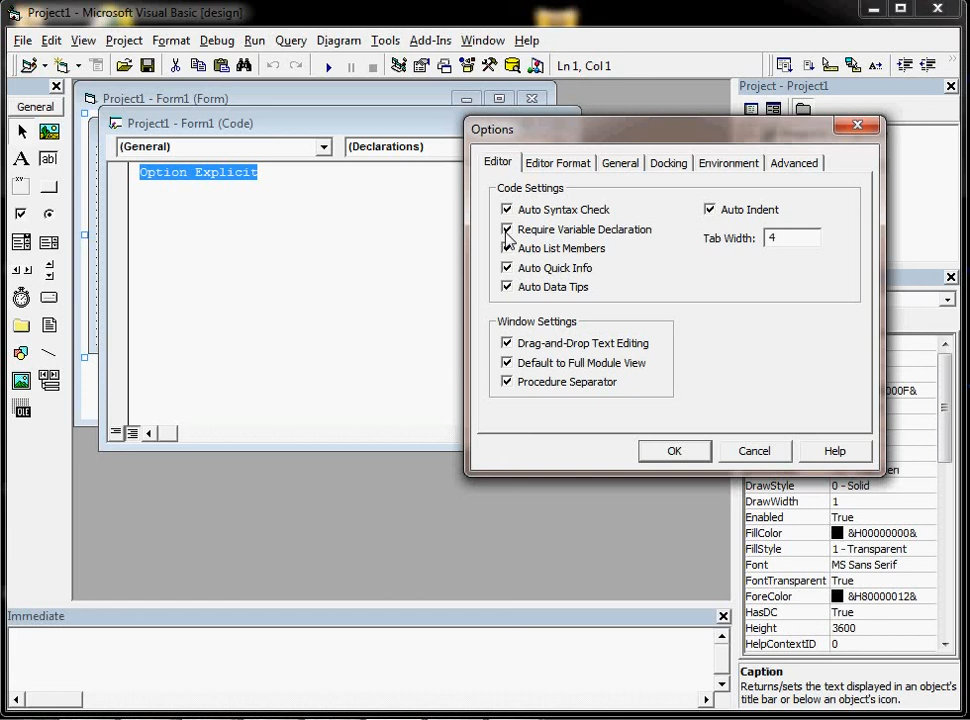 Project1 - Microsoft Visual Basic [design]
File Edit View Project Format Debug Run Query Diagram Tools Add-Ins Window Help
Ln 1, Col 1
General
Project1 - Form1 (Form)
Project1 - Form1 (Code)
(General) (Declarations)
Option Explicit
Project - Project1
Options
Editor Editor Format General Docking Environment Advanced
Code Settings
Auto Syntax Check
Require Variable Declaration
Auto List Members
Auto Quick Info
Auto Data Tips
Auto Indent
Tab Width: 4
Window Settings
Drag-and-Drop Text Editing
Default to Full Module View
Procedure Separator
OK Cancel Help
DrawStyle 0 - Solid
DrawWidth 1
Enabled True
FillColor &H00000000&
FillStyle 1 - Transparent
Font MS Sans Serif
FontTransparent True
ForeColor &H80000012&
HasDC True
Height 3600
HelpContextID 0
Caption
Returns/sets the text displayed in an object's
title bar or below an object's icon.
Immediate
A
ab
OLE